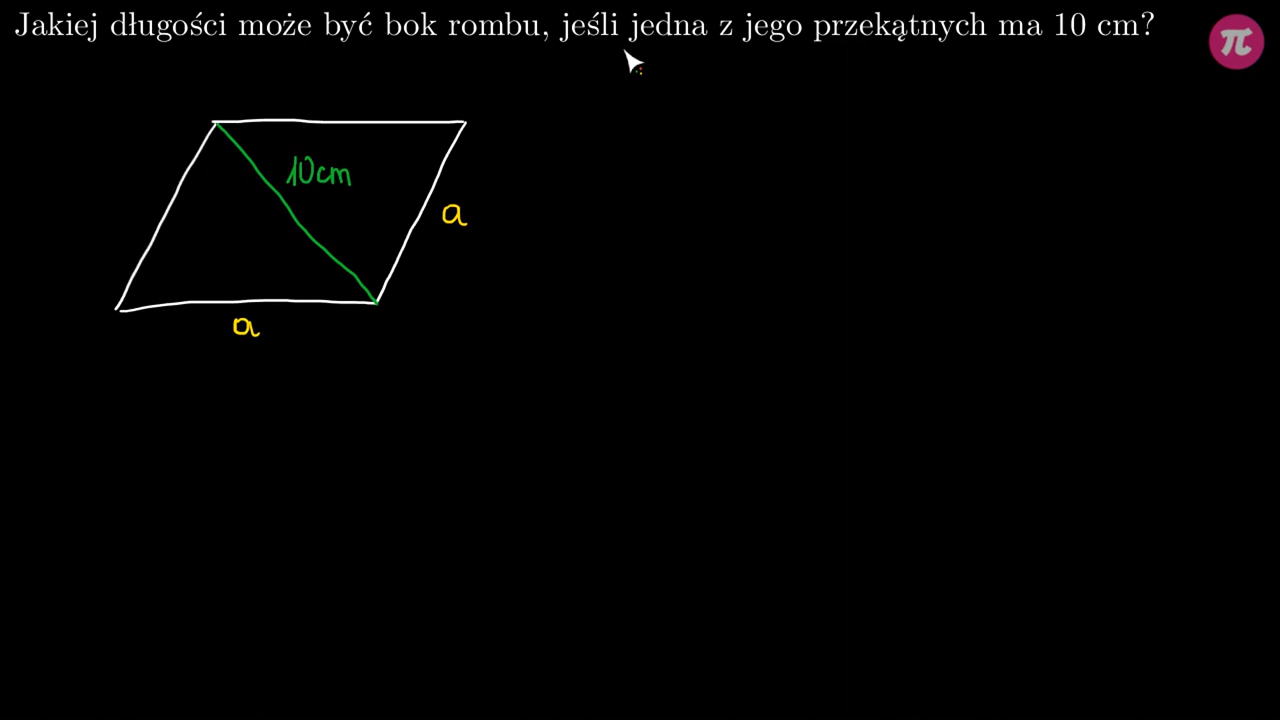 Jakiej długości może być bok rombu, jeśli jedna z jego przekątnych ma 10 cm?
π
10cm
a
a